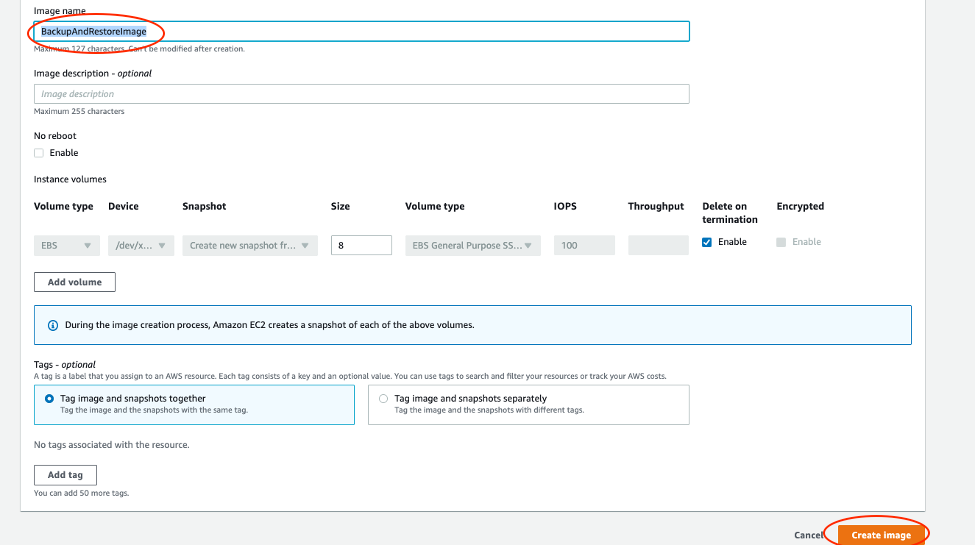 Image name
BackupAndRestoreImage
Maximum 127 characters. Can't be modified after creation.
Image description - optional
Image description
Maximum 255 characters
No reboot
Enable
Instance volumes
Volume type Device Snapshot Size Volume type IOPS Throughput Delete on termination Encrypted
EBS /dev/x... Create new snapshot fr... 8 EBS General Purpose SS... 100 Enable Enable
Add volume
During the image creation process, Amazon EC2 creates a snapshot of each of the above volumes.
Tags - optional
A tag is a label that you assign to an AWS resource. Each tag consists of a key and an optional value. You can use tags to search and filter your resources or track your AWS costs.
Tag image and snapshots together
Tag the image and the snapshots with the same tag.
Tag image and snapshots separately
Tag the image and the snapshots with different tags.
No tags associated with the resource.
Add tag
You can add 50 more tags.
Cancel Create image